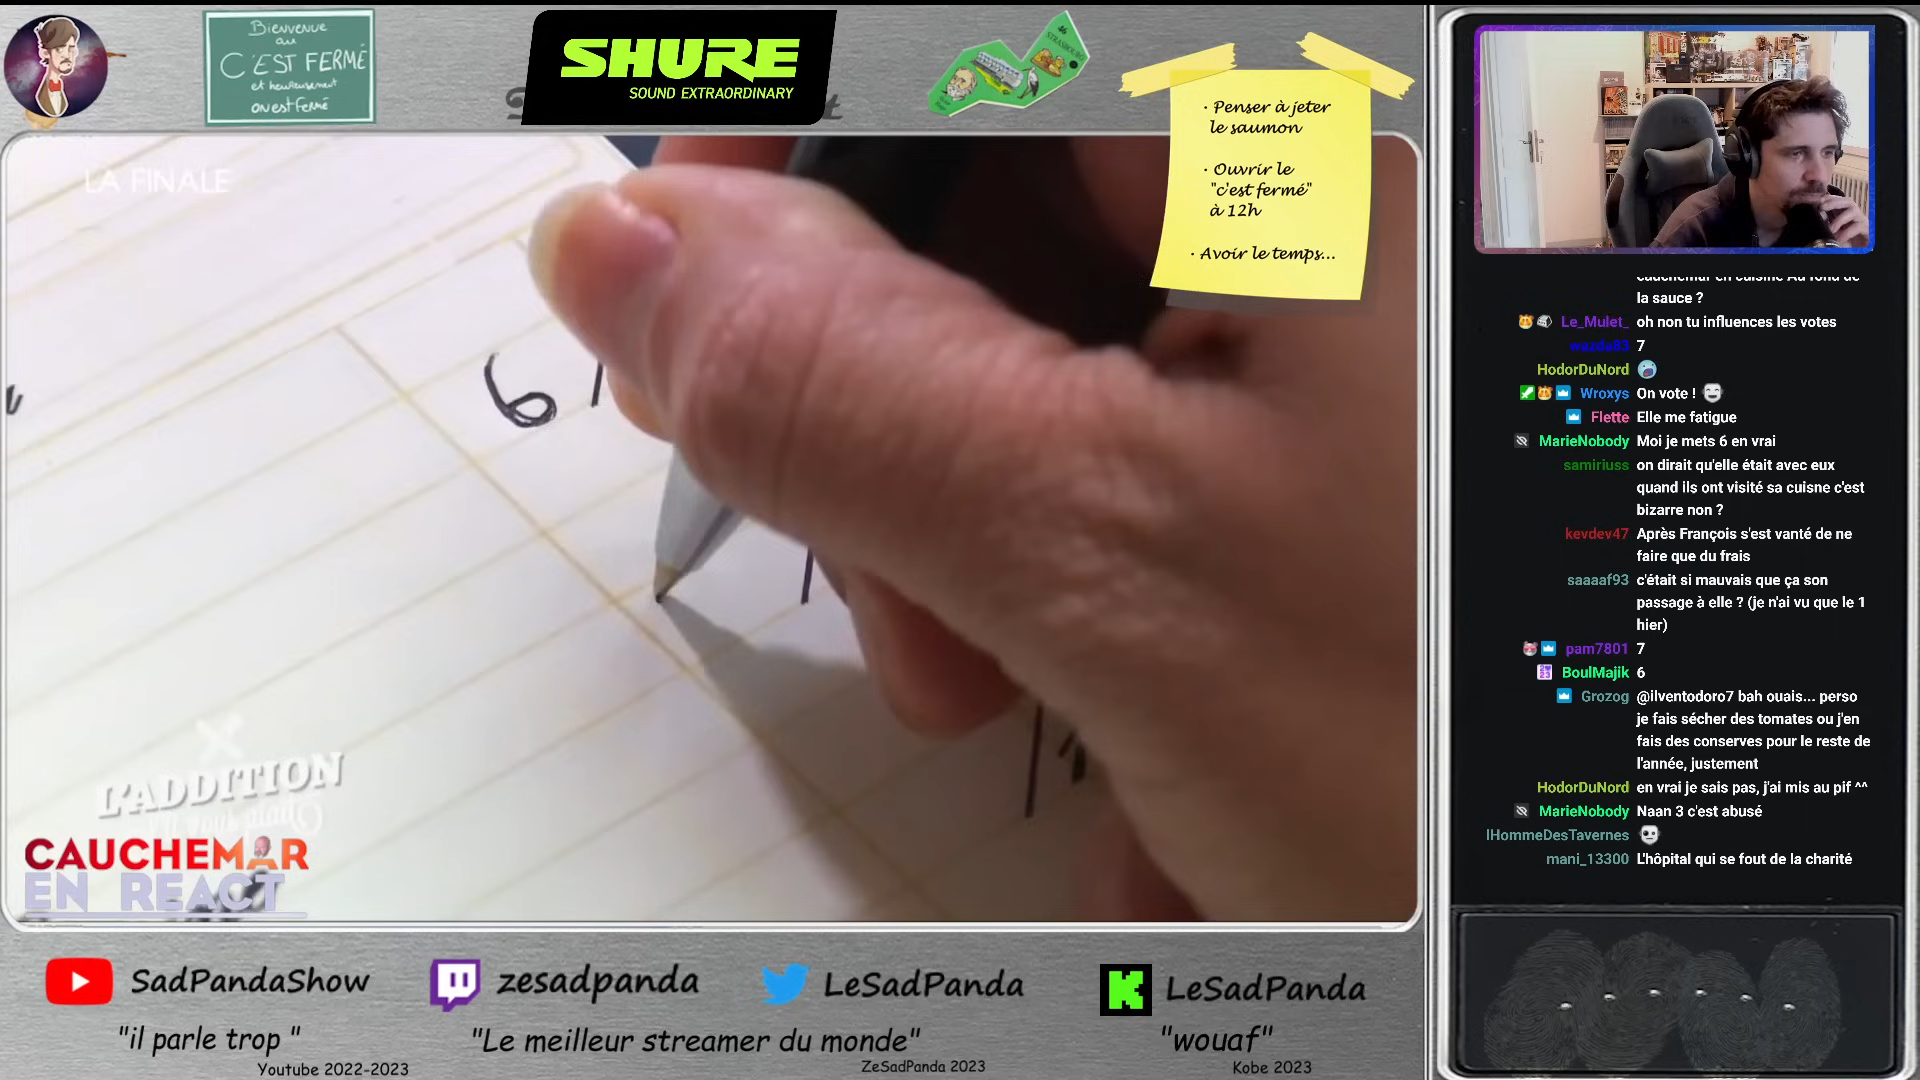 Bienvenue
au
C'EST FERMÉ
et heureusement
on est fermé
SHURE
SOUND EXTRAORDINARY
STRASBOURG
· Penser à jeter
le saumon
· Ouvrir le
"c'est fermé"
à 12h
· Avoir le temps...
LA FINALE
6
L'ADDITION
s'il vous plaît
CAUCHEMAR
EN REACT
la sauce ?
Le_Mulet_ oh non tu influences les votes
wazda83 7
HodorDuNord
Wroxys On vote !
Flette Elle me fatigue
MarieNobody Moi je mets 6 en vrai
samiriuss on dirait qu'elle était avec eux
quand ils ont visité sa cuisne c'est
bizarre non ?
kevdev47 Après François s'est vanté de ne
faire que du frais
saaaaf93 c'était si mauvais que ça son
passage à elle ? (je n'ai vu que le 1
hier)
pam7801 7
BoulMajik 6
Grozog @ilventodoro7 bah ouais... perso
je fais sécher des tomates ou j'en
fais des conserves pour le reste de
l'année, justement
HodorDuNord en vrai je sais pas, j'ai mis au pif ^^
MarieNobody Naan 3 c'est abusé
lHommeDesTavernes
mani_13300 L'hôpital qui se fout de la charité
SadPandaShow
"il parle trop "
Youtube 2022-2023
zesadpanda
"Le meilleur streamer du monde"
ZeSadPanda 2023
LeSadPanda
LeSadPanda
"wouaf"
Kobe 2023